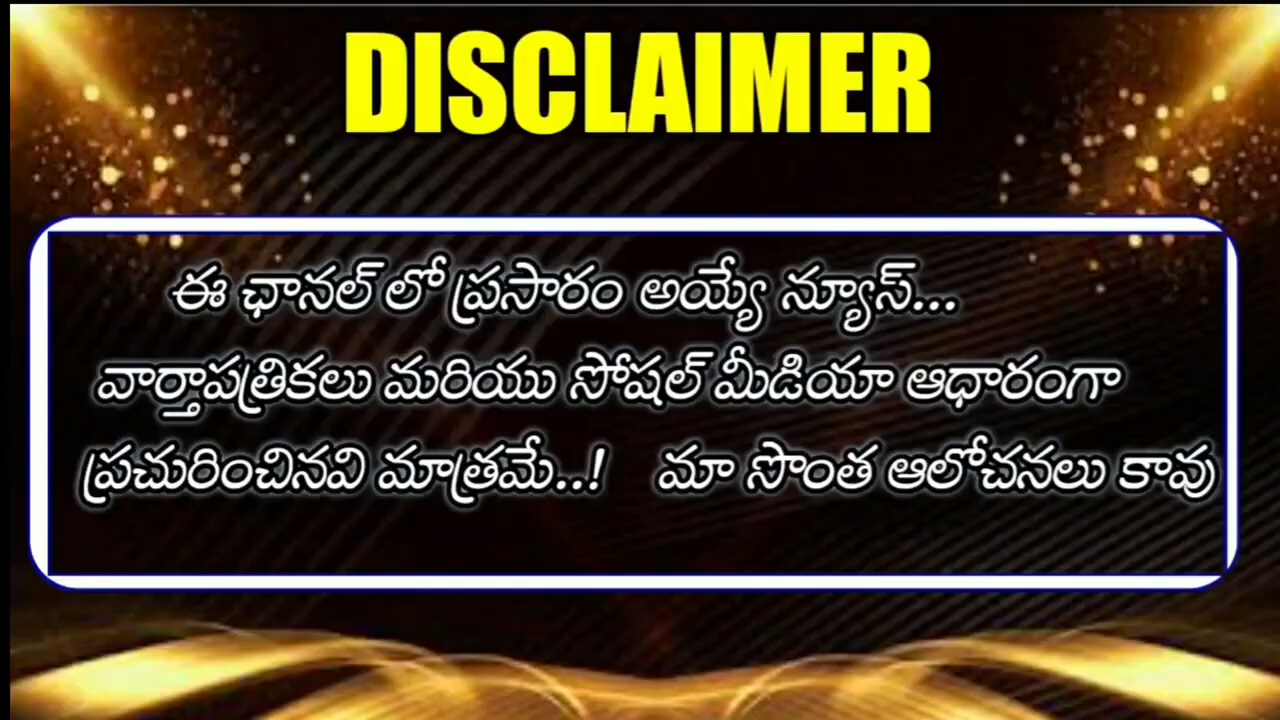 DISCLAIMER
ఈ ఛానల్ లో ప్రసారం అయ్యే న్యూస్...
వార్తాపత్రికలు మరియు సోషల్ మీడియా ఆధారంగా
ప్రచురించినవి మాత్రమే..! మా సొంత ఆలోచనలు కావు